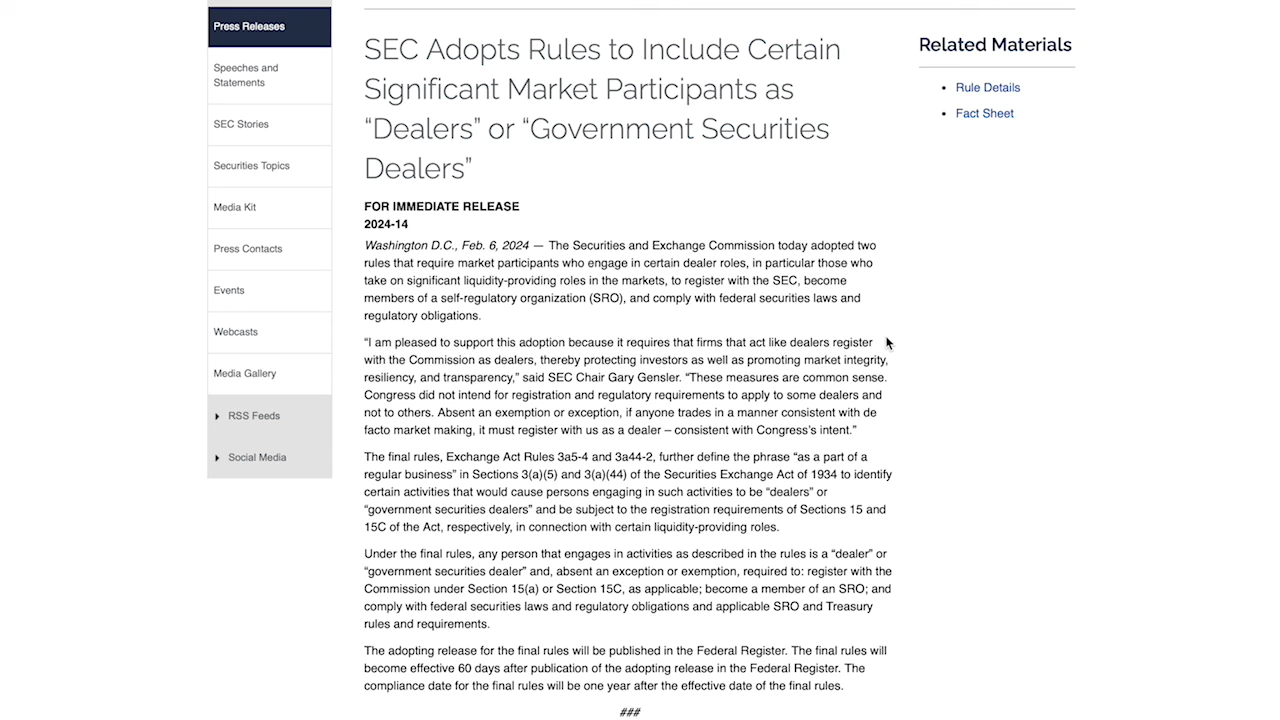 Press Releases
Speeches and
Statements
SEC Stories
Securities Topics
Media Kit
Press Contacts
Events
Webcasts
Media Gallery
RSS Feeds
Social Media
SEC Adopts Rules to Include Certain
Significant Market Participants as
“Dealers” or “Government Securities
Dealers”
FOR IMMEDIATE RELEASE
2024-14
Washington D.C., Feb. 6, 2024 — The Securities and Exchange Commission today adopted two
rules that require market participants who engage in certain dealer roles, in particular those who
take on significant liquidity-providing roles in the markets, to register with the SEC, become
members of a self-regulatory organization (SRO), and comply with federal securities laws and
regulatory obligations.
“I am pleased to support this adoption because it requires that firms that act like dealers register
with the Commission as dealers, thereby protecting investors as well as promoting market integrity,
resiliency, and transparency,” said SEC Chair Gary Gensler. “These measures are common sense.
Congress did not intend for registration and regulatory requirements to apply to some dealers and
not to others. Absent an exemption or exception, if anyone trades in a manner consistent with de
facto market making, it must register with us as a dealer – consistent with Congress’s intent.”
The final rules, Exchange Act Rules 3a5-4 and 3a44-2, further define the phrase “as a part of a
regular business” in Sections 3(a)(5) and 3(a)(44) of the Securities Exchange Act of 1934 to identify
certain activities that would cause persons engaging in such activities to be “dealers” or
“government securities dealers” and be subject to the registration requirements of Sections 15 and
15C of the Act, respectively, in connection with certain liquidity-providing roles.
Under the final rules, any person that engages in activities as described in the rules is a “dealer” or
“government securities dealer” and, absent an exception or exemption, required to: register with the
Commission under Section 15(a) or Section 15C, as applicable; become a member of an SRO; and
comply with federal securities laws and regulatory obligations and applicable SRO and Treasury
rules and requirements.
The adopting release for the final rules will be published in the Federal Register. The final rules will
become effective 60 days after publication of the adopting release in the Federal Register. The
compliance date for the final rules will be one year after the effective date of the final rules.
###
Related Materials
Rule Details
Fact Sheet